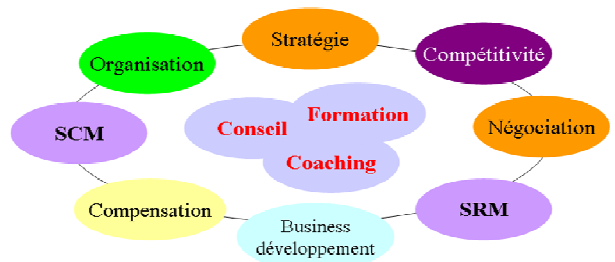 Stratégie
Compétitivité
Organisation
Formation
Conseil
Négociation
SCM
Coaching
Compensation
SRM
Business
développement